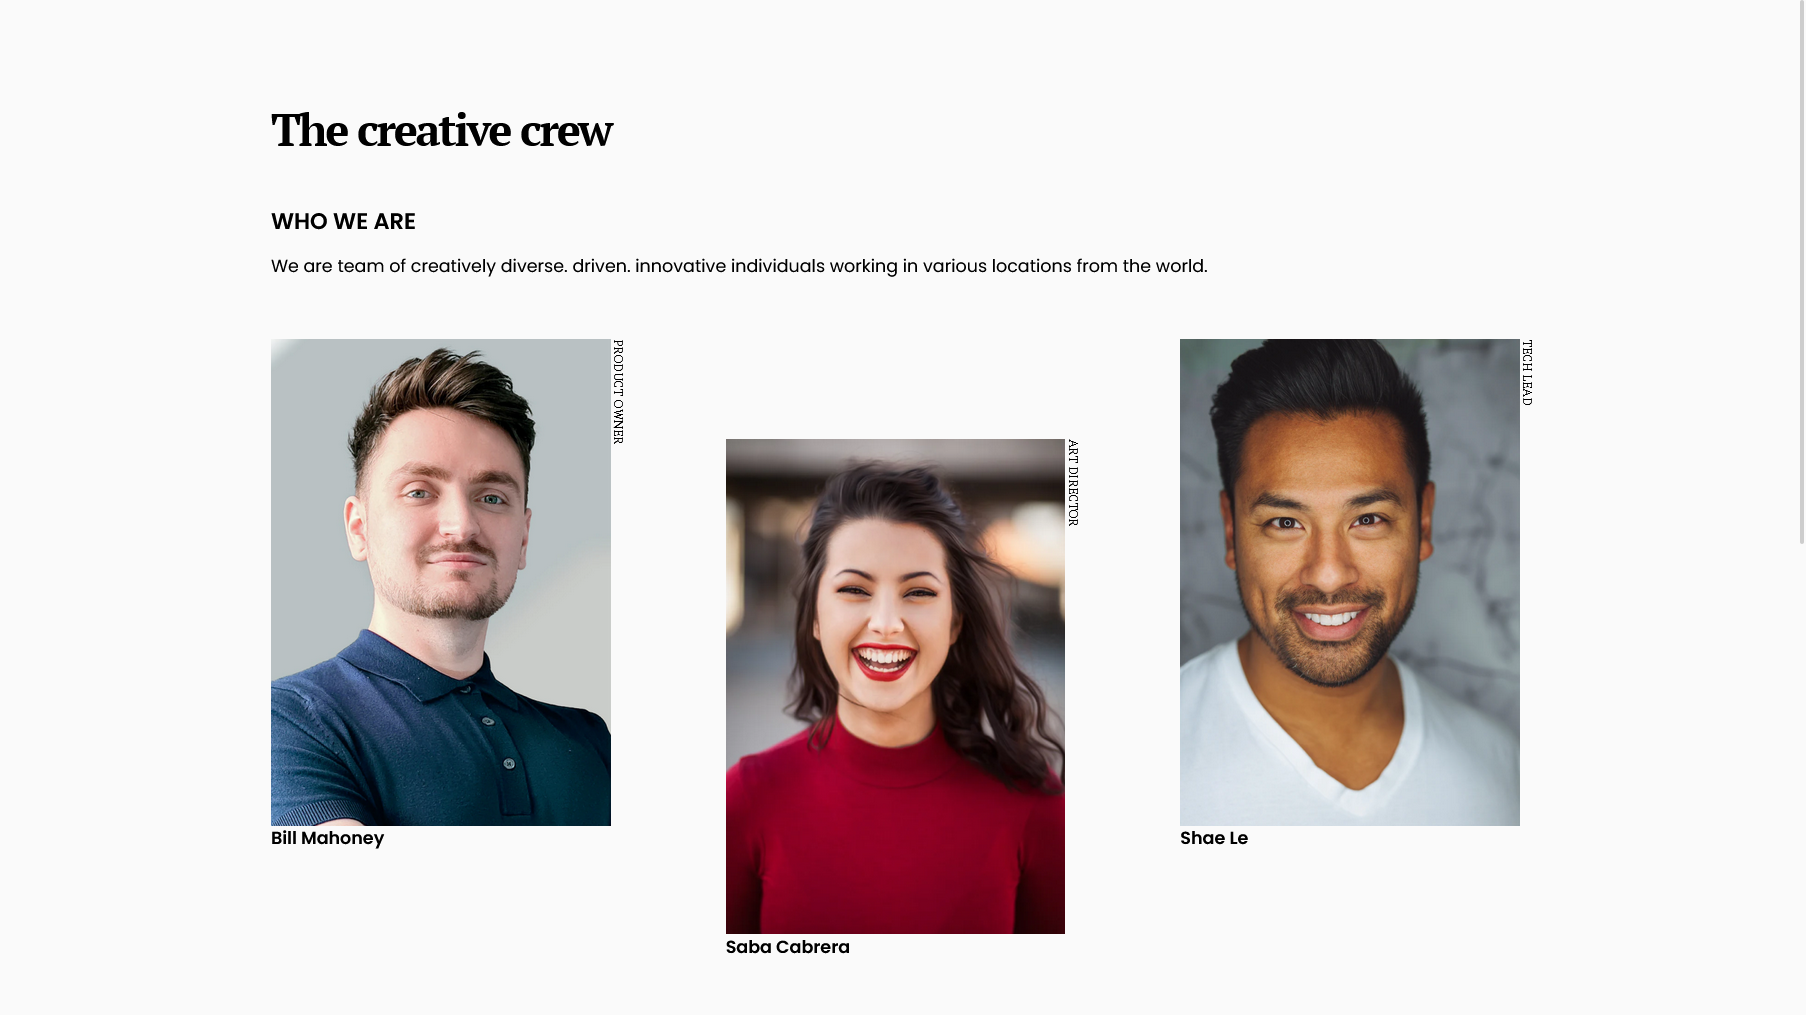 The creative crew
WHO WE ARE
We are team of creatively diverse. driven. innovative individuals working in various locations from the world.
PRODUCT OWNER
Bill Mahoney
ART DIRECTOR
Saba Cabrera
TECH LEAD
Shae Le